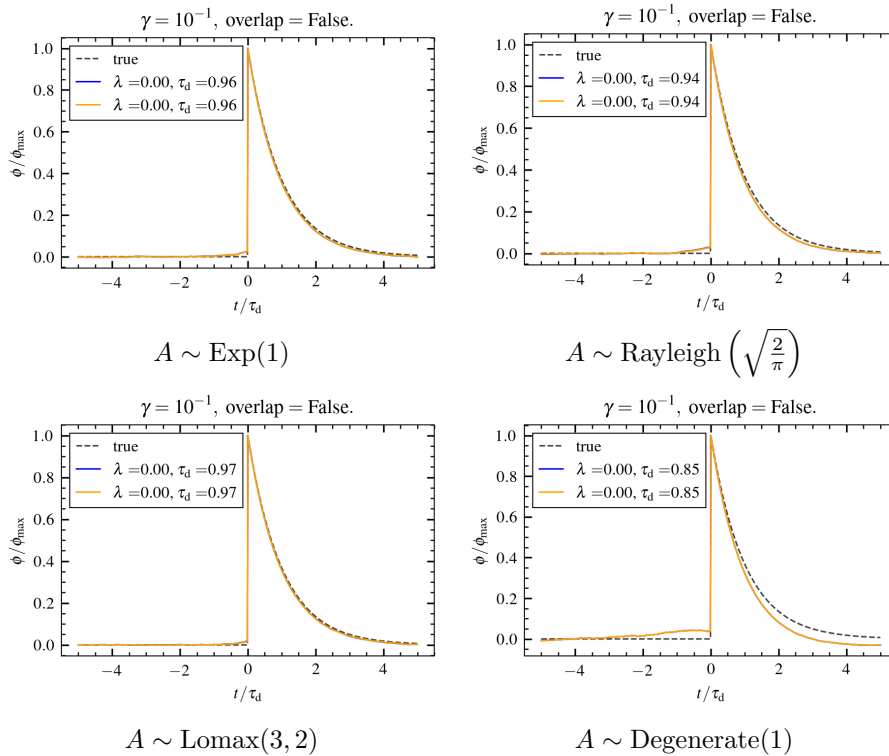 γ = 10⁻¹, overlap = False.
true
λ =0.00, τ_d =0.96
λ =0.00, τ_d =0.96
ϕ/ϕ_max
1.0
0.8
0.6
0.4
0.2
0.0
−4 −2 0 2 4
t/τ_d
A ∼ Exp(1)
γ = 10⁻¹, overlap = False.
true
λ =0.00, τ_d =0.94
λ =0.00, τ_d =0.94
ϕ/ϕ_max
1.0
0.8
0.6
0.4
0.2
0.0
−4 −2 0 2 4
t/τ_d
A ∼ Rayleigh (√(2/π))
γ = 10⁻¹, overlap = False.
true
λ =0.00, τ_d =0.97
λ =0.00, τ_d =0.97
ϕ/ϕ_max
1.0
0.8
0.6
0.4
0.2
0.0
−4 −2 0 2 4
t/τ_d
A ∼ Lomax(3, 2)
γ = 10⁻¹, overlap = False.
true
λ =0.00, τ_d =0.85
λ =0.00, τ_d =0.85
ϕ/ϕ_max
1.0
0.8
0.6
0.4
0.2
0.0
−4 −2 0 2 4
t/τ_d
A ∼ Degenerate(1)